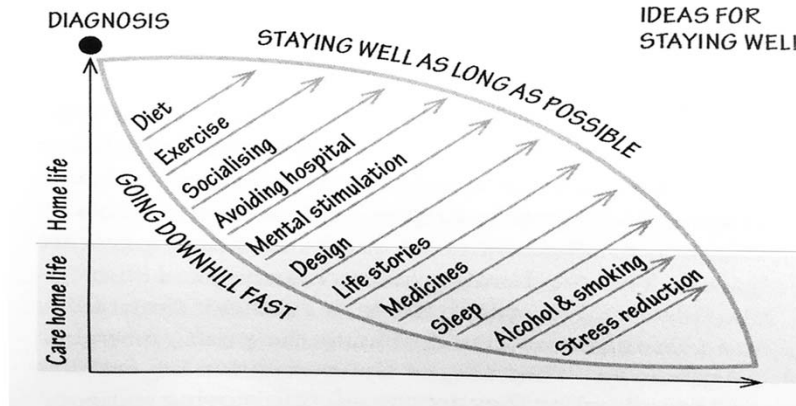 DIAGNOSIS
IDEAS FOR
STAYING WELL
STAYING WELL AS LONG AS POSSIBLE
Diet
Exercise
Socialising
Avoiding hospital
Mental stimulation
Design
Life stories
Medicines
Sleep
Alcohol & smoking
Stress reduction
GOING DOWNHILL FAST
Home life
Care home life